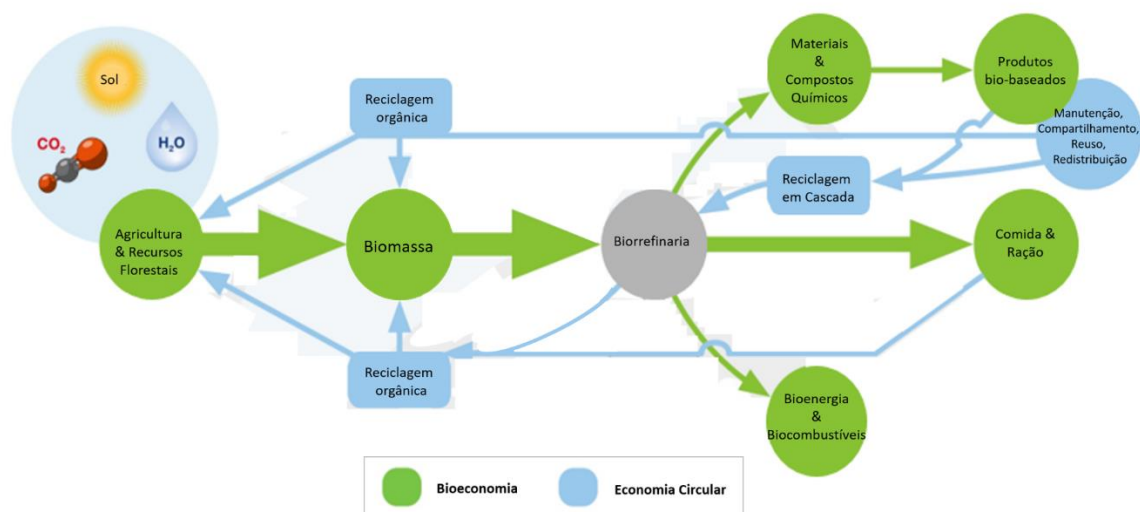 Sol
CO₂
H₂O
Agricultura
& Recursos
Florestais
Reciclagem
orgânica
Biomassa
Reciclagem
orgânica
Biorrefinaria
Materiais
&
Compostos
Químicos
Produtos
bio-baseados
Manutenção,
Compartilhamento,
Reuso,
Redistribuição
Reciclagem
em Cascada
Comida &
Ração
Bioenergia
&
Biocombustíveis
Bioeconomia
Economia Circular